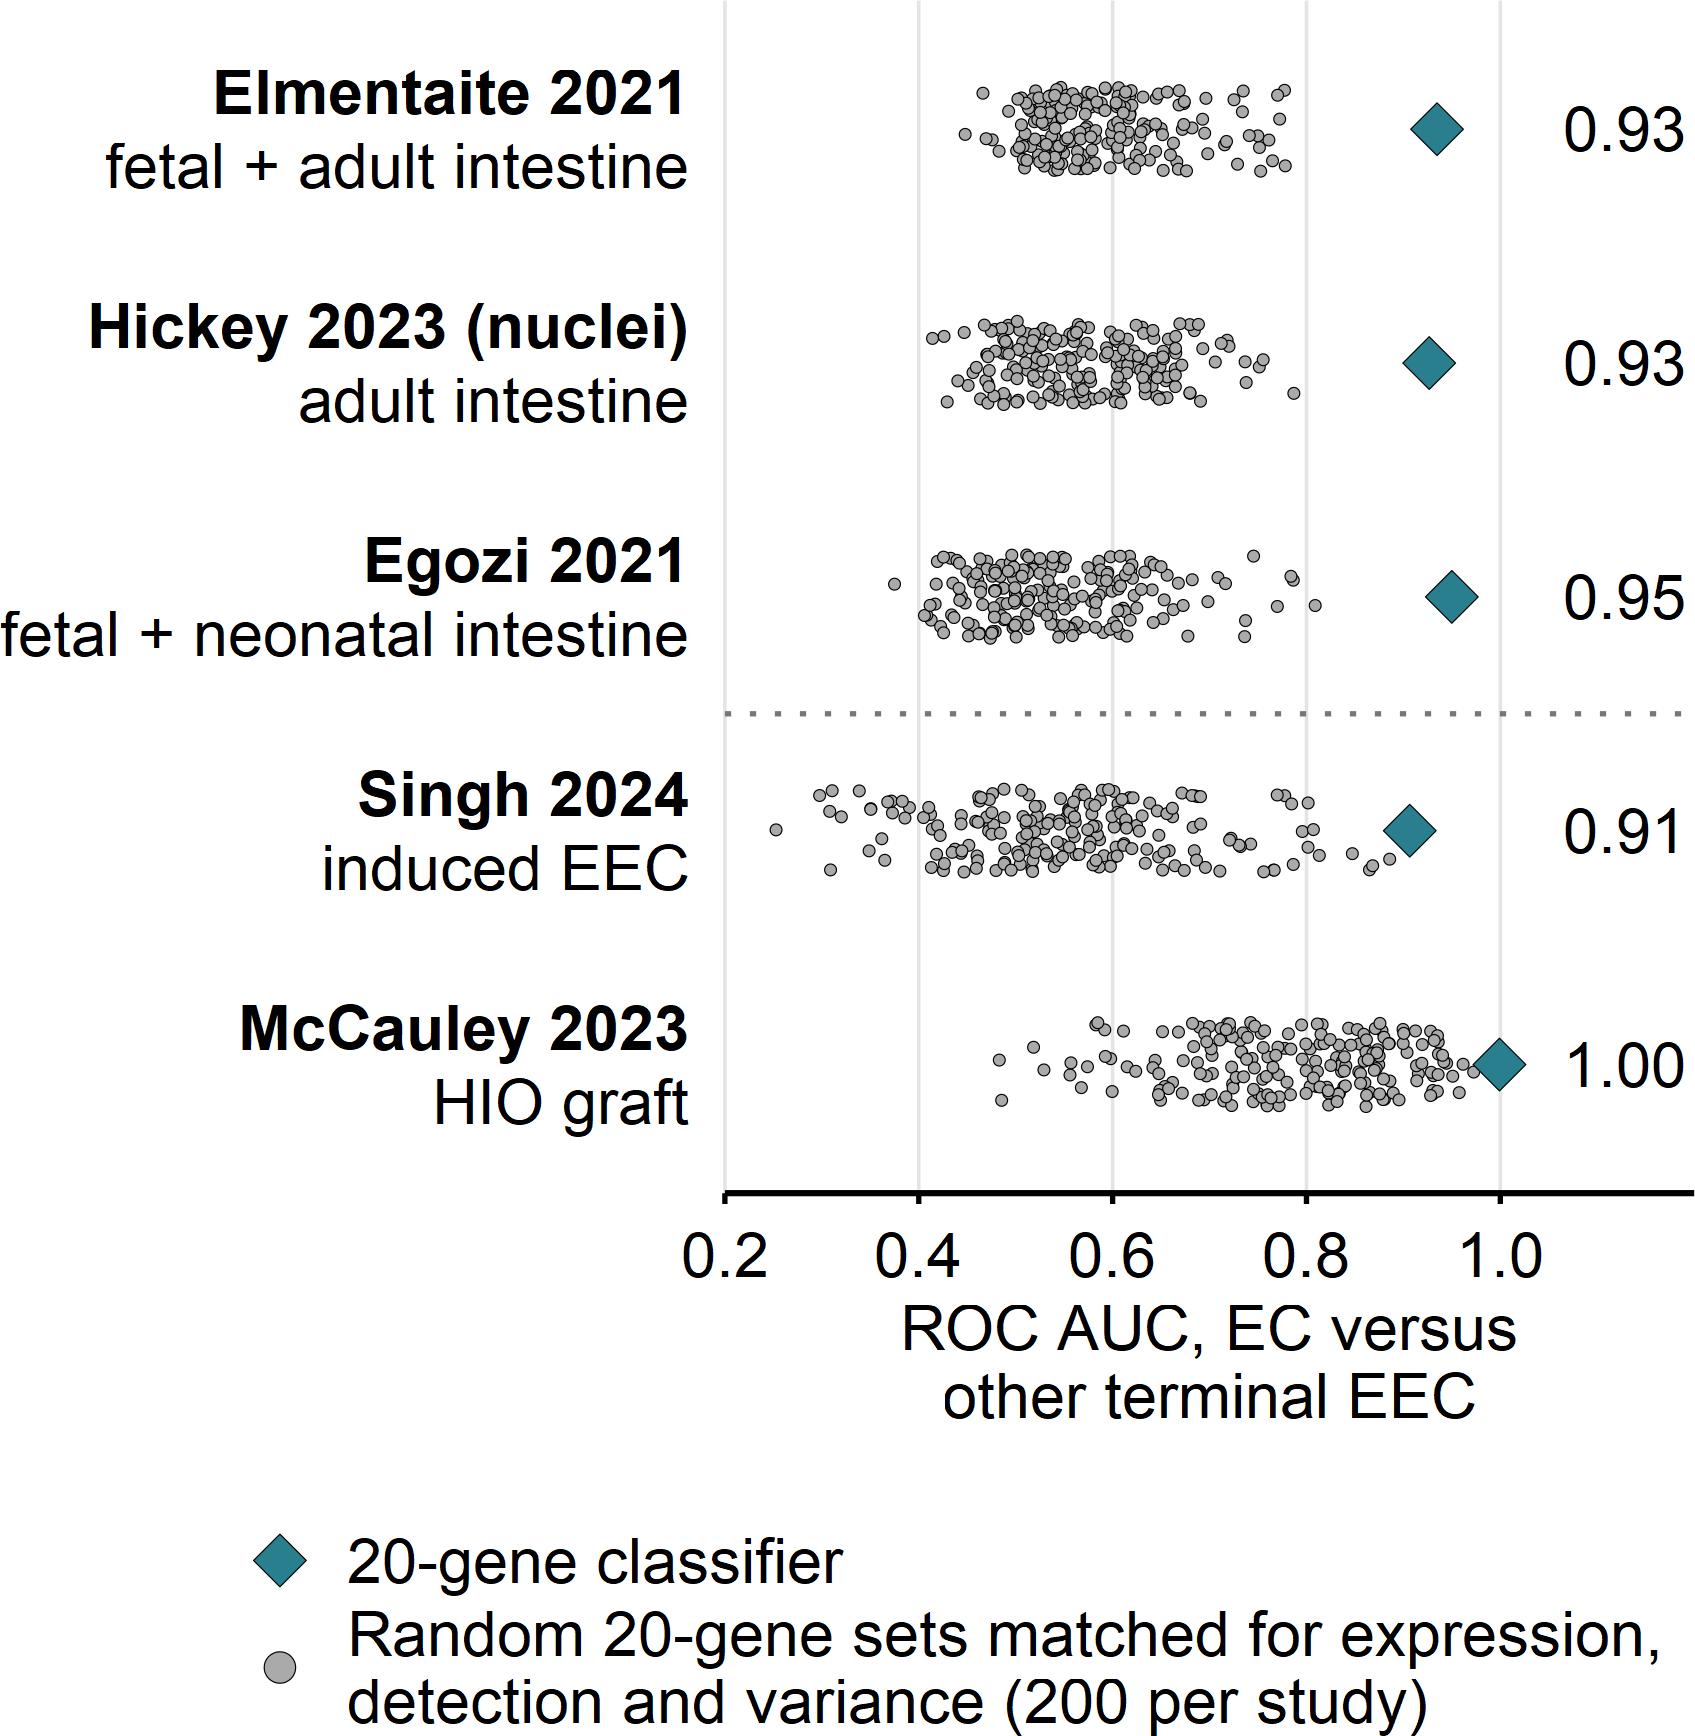 Elmentaite 2021
fetal + adult intestine
0.93
Hickey 2023 (nuclei)
adult intestine
0.93
Egozi 2021
fetal + neonatal intestine
0.95
Singh 2024
induced EEC
0.91
McCauley 2023
HIO graft
1.00
0.2 0.4 0.6 0.8 1.0
ROC AUC, EC versus
other terminal EEC
20-gene classifier
Random 20-gene sets matched for expression,
detection and variance (200 per study)